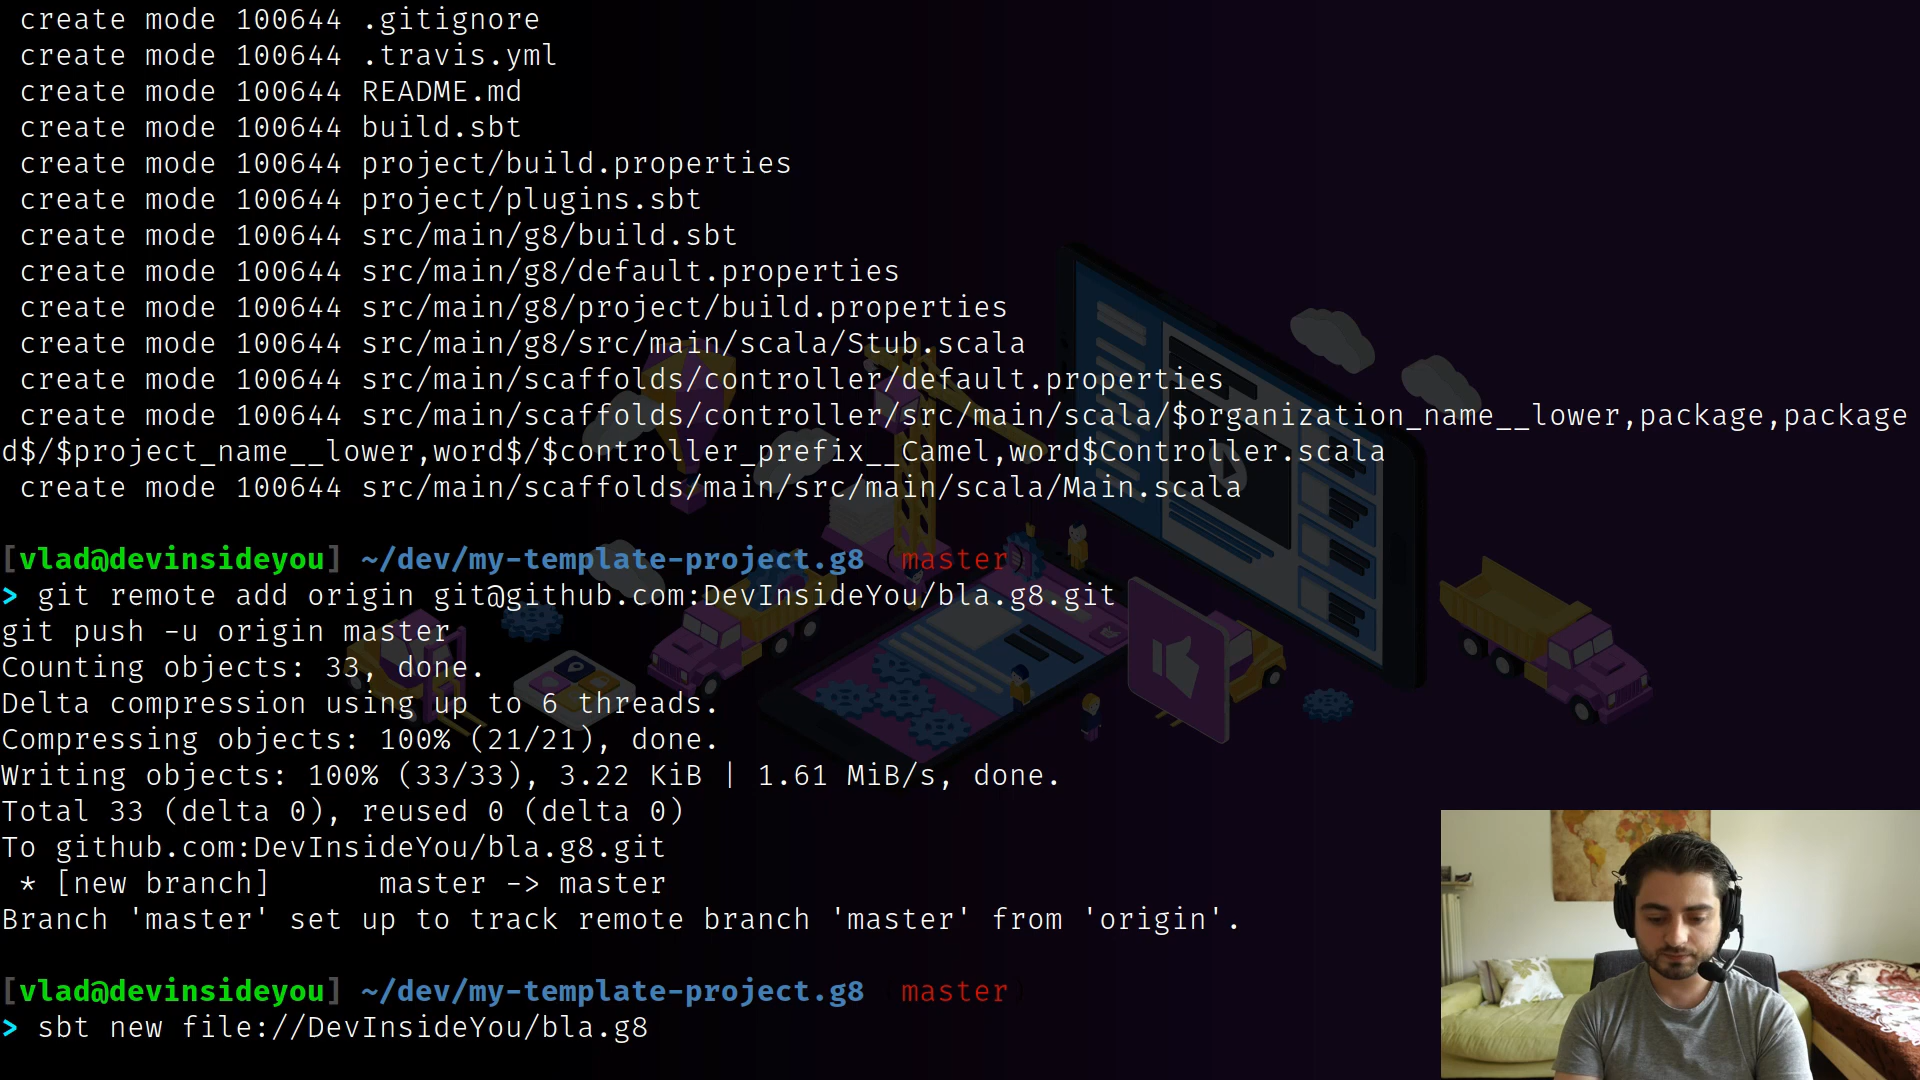 create mode 100644 .gitignore
create mode 100644 .travis.yml
create mode 100644 README.md
create mode 100644 build.sbt
create mode 100644 project/build.properties
create mode 100644 project/plugins.sbt
create mode 100644 src/main/g8/build.sbt
create mode 100644 src/main/g8/default.properties
create mode 100644 src/main/g8/project/build.properties
create mode 100644 src/main/g8/src/main/scala/Stub.scala
create mode 100644 src/main/scaffolds/controller/default.properties
create mode 100644 src/main/scaffolds/controller/src/main/scala/$organization_name__lower,package,package
d$/$project_name__lower,word$/$controller_prefix__Camel,word$Controller.scala
create mode 100644 src/main/scaffolds/main/src/main/scala/Main.scala
[vlad@devinsideyou] ~/dev/my-template-project.g8 (master)
> git remote add origin git@github.com:DevInsideYou/bla.g8.git
git push -u origin master
Counting objects: 33, done.
Delta compression using up to 6 threads.
Compressing objects: 100% (21/21), done.
Writing objects: 100% (33/33), 3.22 KiB | 1.61 MiB/s, done.
Total 33 (delta 0), reused 0 (delta 0)
To github.com:DevInsideYou/bla.g8.git
* [new branch]      master -> master
Branch 'master' set up to track remote branch 'master' from 'origin'.
[vlad@devinsideyou] ~/dev/my-template-project.g8 (master)
> sbt new file://DevInsideYou/bla.g8